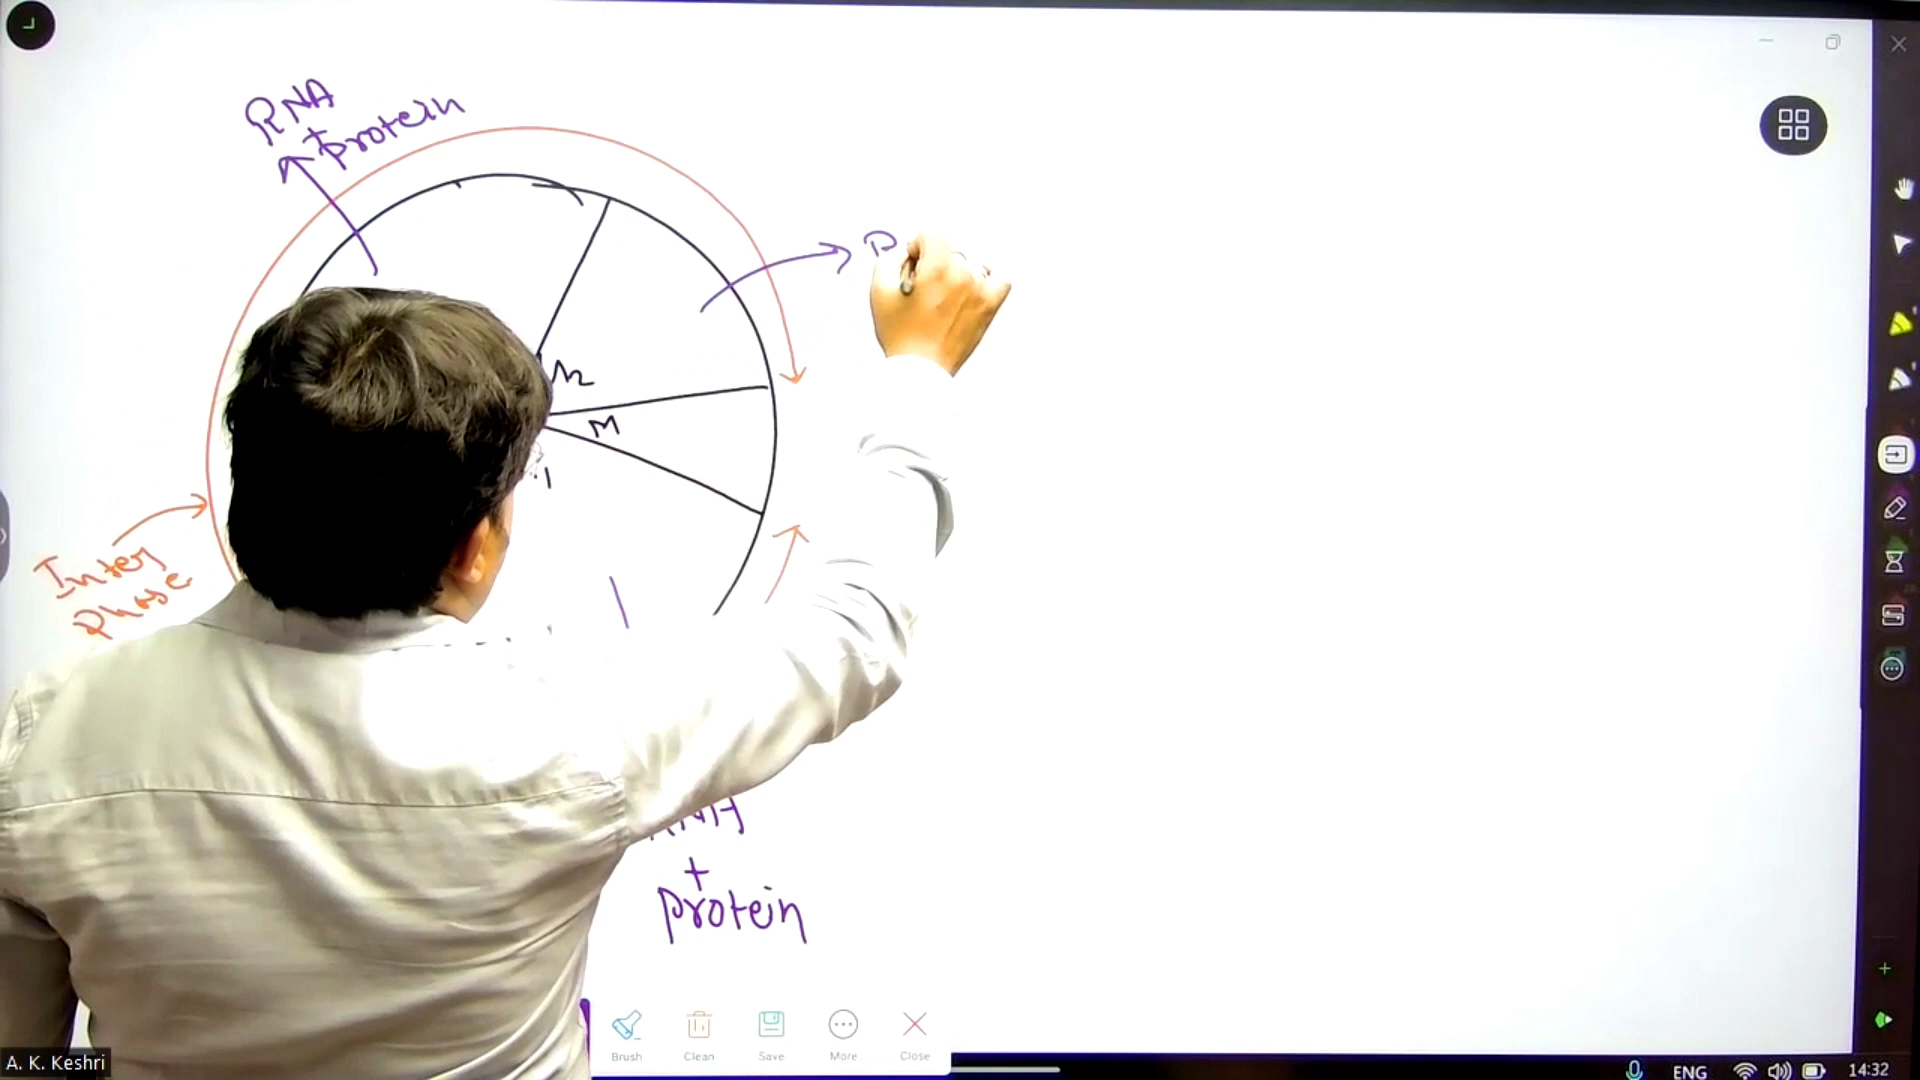 RNA
+ protein
R
M
Inter
phase
+
protein
Brush
Clean
Save
More
Close
A. K. Keshri
ENG
14:32